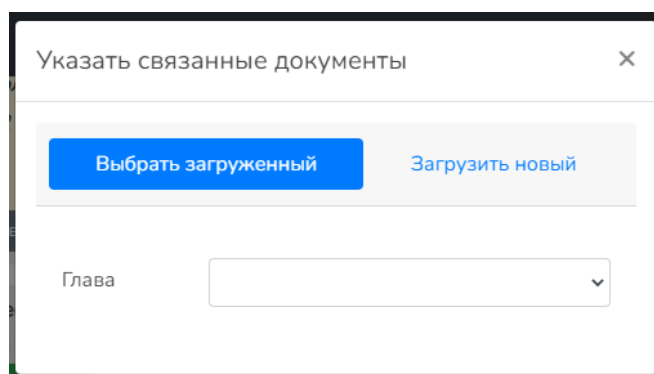 Указать связанные документы ×
Выбрать загруженный Загрузить новый
Глава